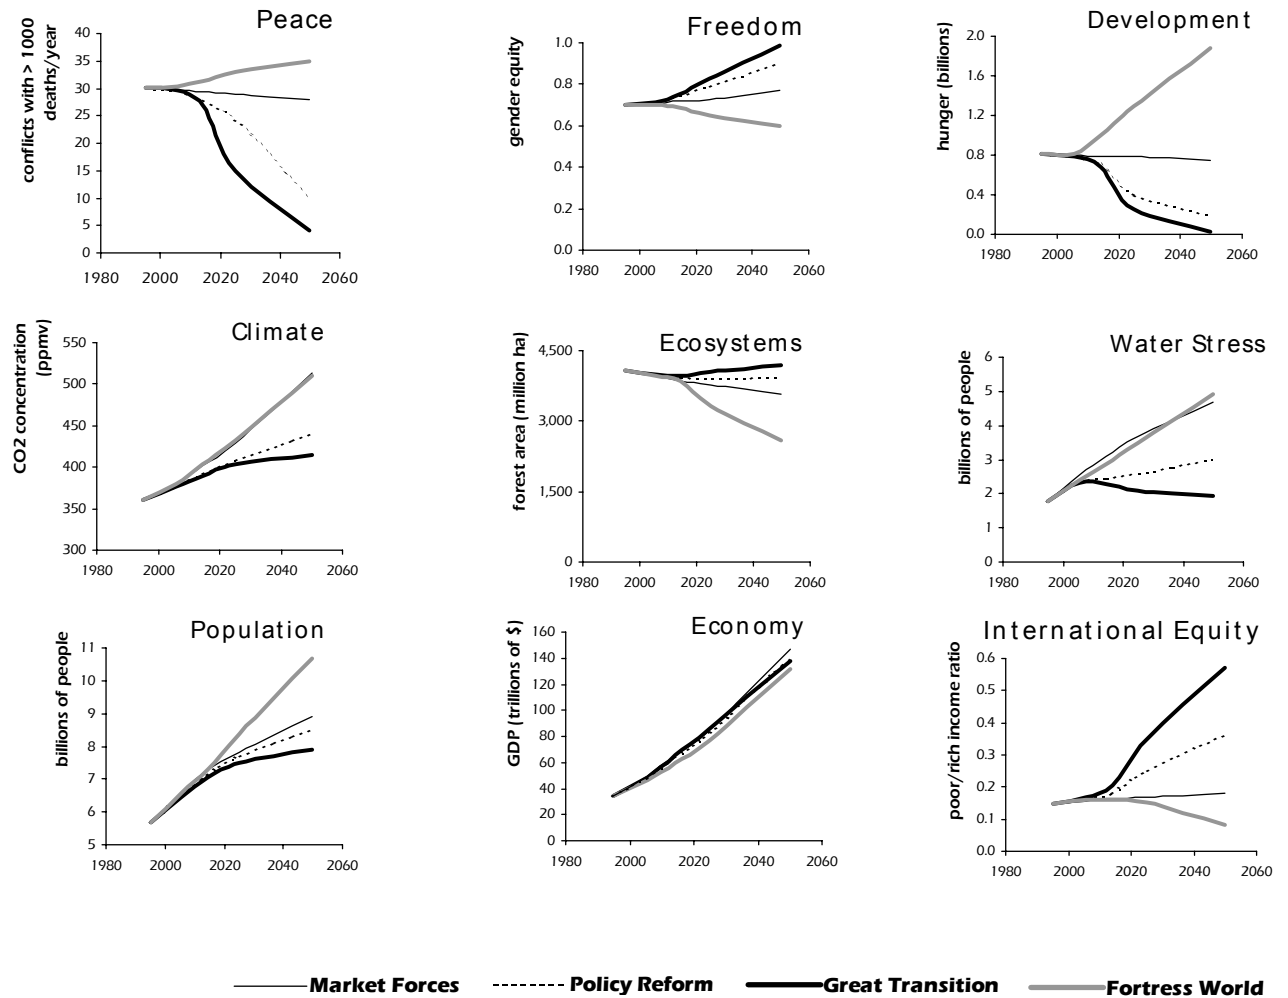 Peace
conflicts with > 1000
deaths/year
40
35
30
25
20
15
10
5
0
1980 2000 2020 2040 2060
Freedom
gender equity
1.0
0.8
0.6
0.4
0.2
0.0
1980 2000 2020 2040 2060
Development
hunger (billions)
2.0
1.6
1.2
0.8
0.4
0.0
1980 2000 2020 2040 2060
Climate
CO2 concentration
(ppmv)
550
500
450
400
350
300
1980 2000 2020 2040 2060
Ecosystems
forest area (million ha)
4,500
3,000
1,500
0
1980 2000 2020 2040 2060
Water Stress
billions of people
6
5
4
3
2
1
0
1980 2000 2020 2040 2060
Population
billions of people
11
10
9
8
7
6
5
1980 2000 2020 2040 2060
Economy
GDP (trillions of $)
160
140
120
100
80
60
40
20
0
1980 2000 2020 2040 2060
International Equity
poor/rich income ratio
0.6
0.5
0.4
0.3
0.2
0.1
0.0
1980 2000 2020 2040 2060
Market Forces Policy Reform Great Transition Fortress World